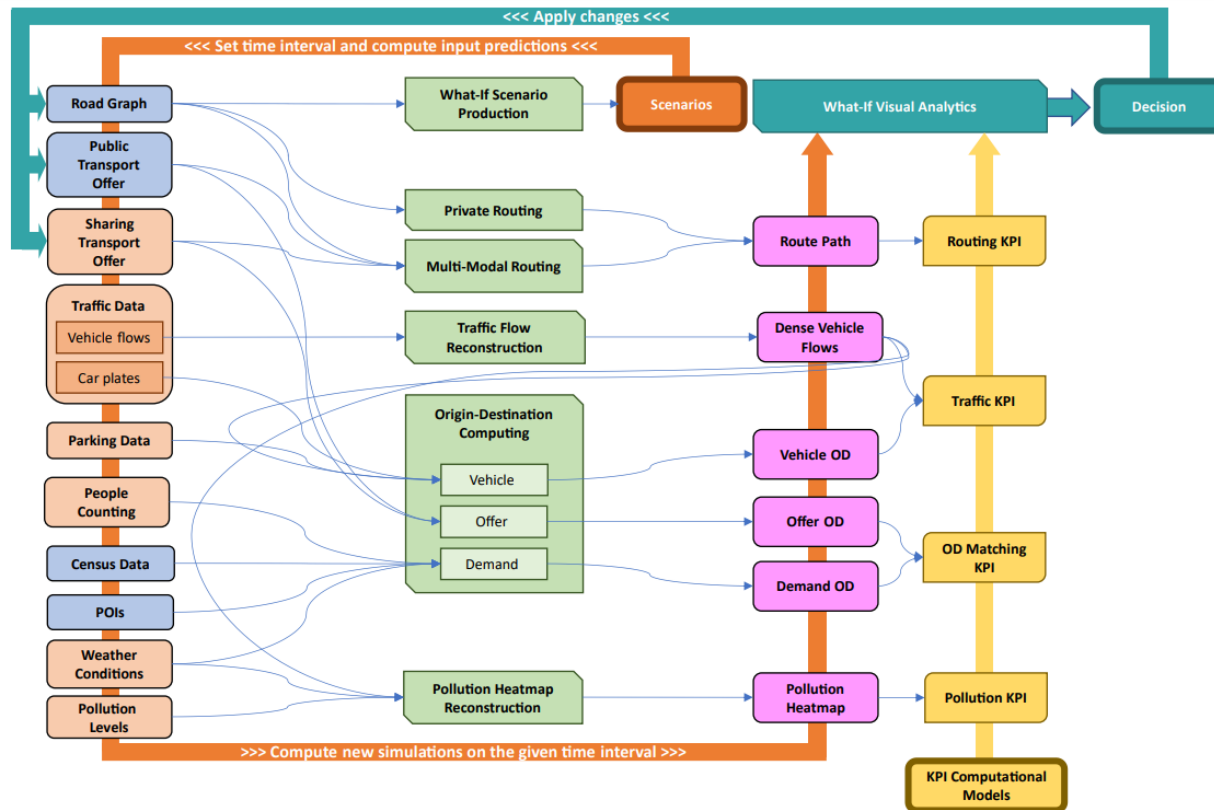 <<< Apply changes <<<
<<< Set time interval and compute input predictions <<<
Road Graph
What-If Scenario
Production
Scenarios
What-If Visual Analytics
Decision
Public
Transport
Offer
Sharing
Transport
Offer
Private Routing
Multi-Modal Routing
Route Path
Routing KPI
Traffic Data
Vehicle flows
Car plates
Traffic Flow
Reconstruction
Dense Vehicle
Flows
Traffic KPI
Parking Data
People
Counting
Census Data
POIs
Weather
Conditions
Pollution
Levels
Origin-Destination
Computing
Vehicle
Offer
Demand
Vehicle OD
Offer OD
Demand OD
OD Matching
KPI
Pollution Heatmap
Reconstruction
Pollution
Heatmap
Pollution KPI
>>> Compute new simulations on the given time interval >>>
KPI Computational
Models